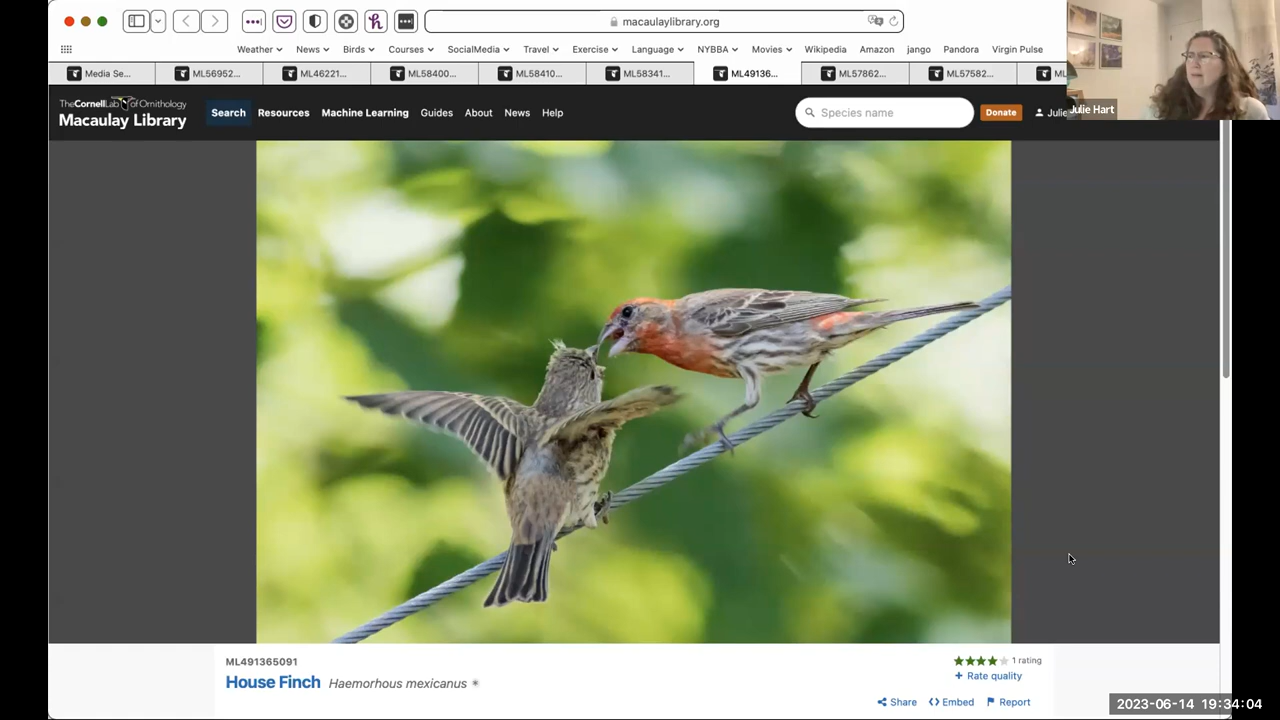 macaulaylibrary.org
Weather News Birds Courses SocialMedia Travel Exercise Language NYBBA Movies Wikipedia Amazon jango Pandora Virgin Pulse
Media Se... ML56952... ML46221... ML58400... ML58410... ML58341... ML49136... ML57862... ML57582...
Julie Hart
TheCornellLab of Ornithology
Macaulay Library
Search Resources Machine Learning Guides About News Help
Species name
Donate
Julie
ML491365091
1 rating
House Finch Haemorhous mexicanus
+ Rate quality
Share <> Embed Report
2023-06-14 19:34:04